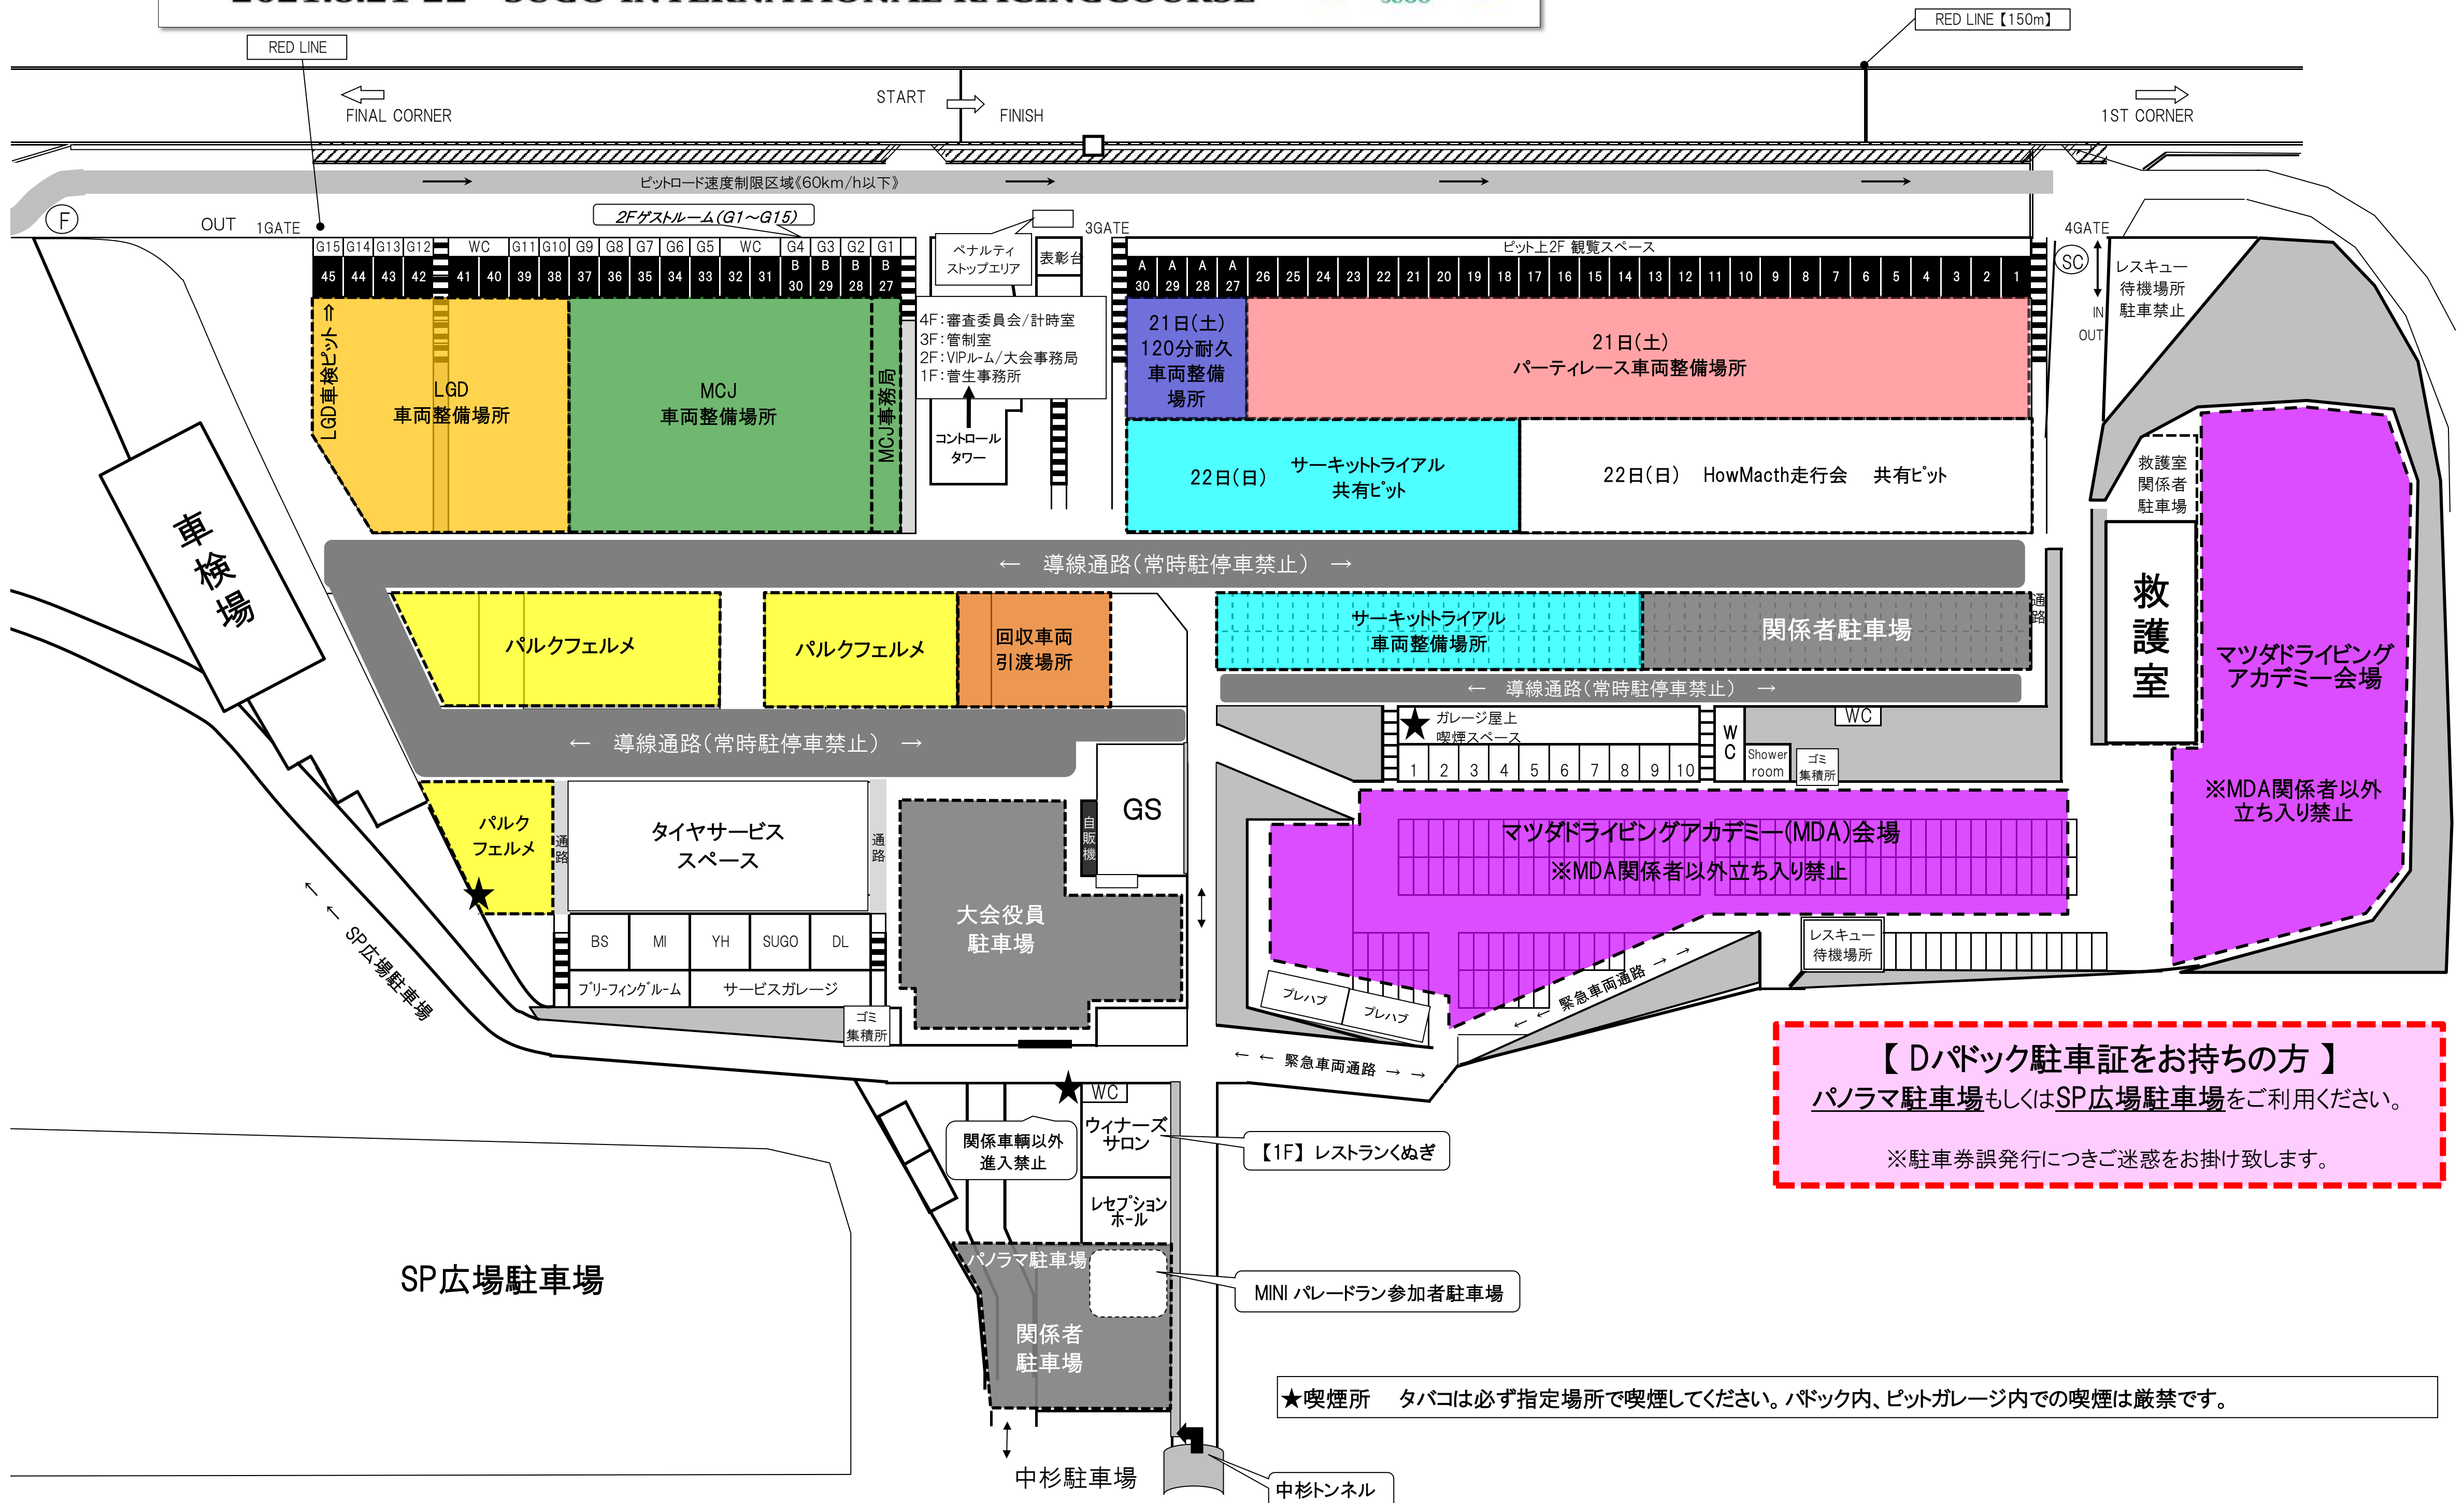 RED LINE
RED LINE【150m】
FINAL CORNER
START
FINISH
1ST CORNER
ピットロード速度制限区域《60km/h以下》
F
OUT
1GATE
2Fゲストルーム(G1～G15)
3GATE
4GATE
G15 G14 G13 G12 WC G11 G10 G9 G8 G7 G6 G5 WC G4 G3 G2 G1
45 44 43 42 41 40 39 38 37 36 35 34 33 32 31 B30 B29 B28 B27
ペナルティ
ストップエリア
表彰台
ピット上2F 観覧スペース
A30 A29 A28 A27 26 25 24 23 22 21 20 19 18 17 16 15 14 13 12 11 10 9 8 7 6 5 4 3 2 1
SC
IN
OUT
レスキュー
待機場所
駐車禁止
LGD車検ピット⇒
LGD
車両整備場所
MCJ
車両整備場所
MCJ事務局
4F：審査委員会/計時室
3F：管制室
2F：VIPルーム/大会事務局
1F：菅生事務所
コントロール
タワー
21日(土)
120分耐久
車両整備
場所
21日(土)
パーティレース車両整備場所
22日(日) サーキットトライアル
共有ピット
22日(日) HowMacth走行会 共有ピット
救護室
関係者
駐車場
車検場
← 導線通路(常時駐停車禁止) →
パルクフェルメ
パルクフェルメ
回収車両
引渡場所
サーキットトライアル
車両整備場所
関係者駐車場
通路
救護室
マツダドライビング
アカデミー会場
※MDA関係者以外
立ち入り禁止
← 導線通路(常時駐停車禁止) →
← 導線通路(常時駐停車禁止) →
★ガレージ屋上
喫煙スペース
1 2 3 4 5 6 7 8 9 10
WC
Shower
room
WC
ゴミ
集積所
パルク
フェルメ
★
通路
タイヤサービス
スペース
通路
自販機
GS
大会役員
駐車場
マツダドライビングアカデミー(MDA)会場
※MDA関係者以外立ち入り禁止
BS MI YH SUGO DL
ブリーフィングルーム
サービスガレージ
ゴミ
集積所
← ← SP広場駐車場
プレハブ
プレハブ
← ← 緊急車両通路 → →
レスキュー
待機場所
← ← 緊急車両通路 → →
【 Dパドック駐車証をお持ちの方 】
パノラマ駐車場もしくはSP広場駐車場をご利用ください。
※駐車券誤発行につきご迷惑をお掛け致します。
★
WC
関係車輌以外
進入禁止
ウィナーズ
サロン
【1F】レストランくぬぎ
レセプション
ホール
SP広場駐車場
パノラマ駐車場
MINI パレードラン参加者駐車場
関係者
駐車場
★喫煙所 タバコは必ず指定場所で喫煙してください。パドック内、ピットガレージ内での喫煙は厳禁です。
中杉駐車場
中杉トンネル